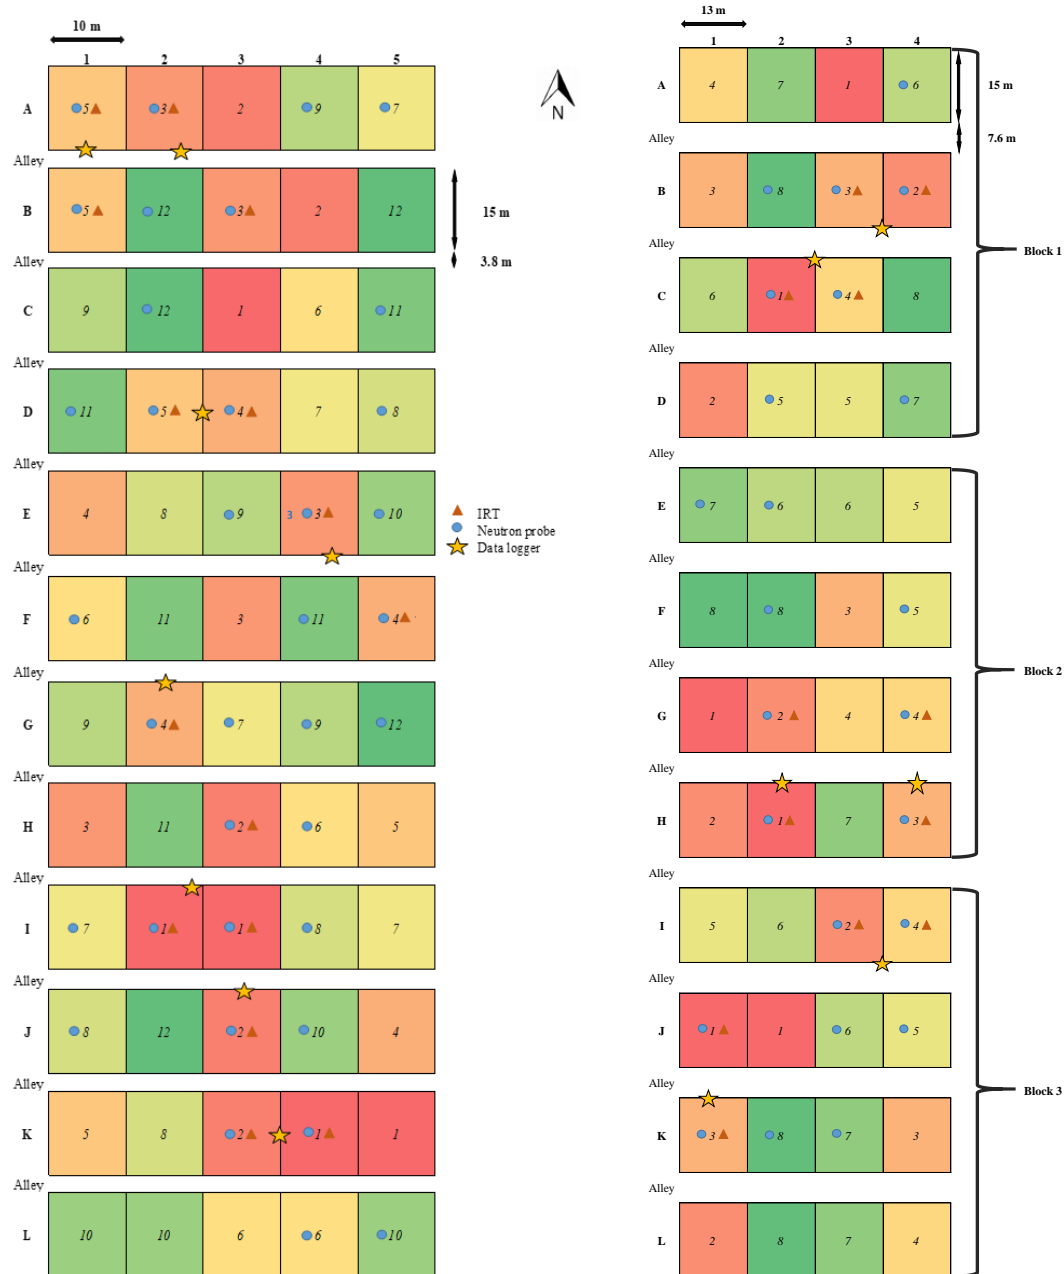 10 m
1 2 3 4 5
A 5 3 2 9 7
Alley
B 5 12 3 2 12
15 m
Alley
3.8 m
C 9 12 1 6 11
Alley
D 11 5 4 7 8
Alley
E 4 8 9 3 3 10
Alley
F 6 11 3 11 4
Alley
G 9 4 7 9 12
Alley
H 3 11 2 6 5
Alley
I 7 1 1 8 7
Alley
J 8 12 2 10 4
Alley
K 5 8 2 1 1
Alley
L 10 10 6 6 10
N
IRT
Neutron probe
Data logger
13 m
1 2 3 4
A 4 7 1 6
15 m
Alley
7.6 m
B 3 8 3 2
Alley
Block 1
C 6 1 4 8
Alley
D 2 5 5 7
Alley
E 7 6 6 5
Alley
F 8 8 3 5
Alley
Block 2
G 1 2 4 4
Alley
H 2 1 7 3
Alley
I 5 6 2 4
Alley
J 1 1 6 5
Alley
Block 3
K 3 8 7 3
Alley
L 2 8 7 4